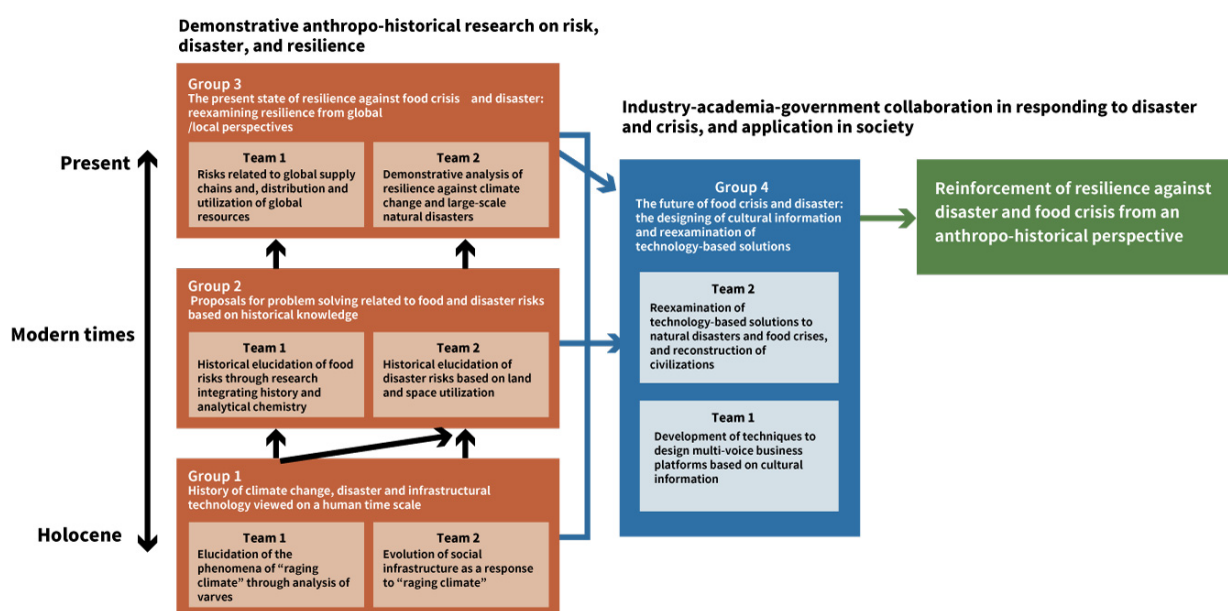 Demonstrative anthropo-historical research on risk,
disaster, and resilience
Group 3
The present state of resilience against food crisis and disaster:
reexamining resilience from global
/local perspectives
Team 1
Risks related to global supply
chains and, distribution and
utilization of global
resources
Team 2
Demonstrative analysis of
resilience against climate
change and large-scale
natural disasters
Present
Modern times
Holocene
Group 2
Proposals for problem solving related to food and disaster risks
based on historical knowledge
Team 1
Historical elucidation of food
risks through research
integrating history and
analytical chemistry
Team 2
Historical elucidation of
disaster risks based on land
and space utilization
Group 1
History of climate change, disaster and infrastructural
technology viewed on a human time scale
Team 1
Elucidation of the
phenomena of “raging
climate” through analysis of
varves
Team 2
Evolution of social
infrastructure as a response
to “raging climate”
Industry-academia-government collaboration in responding to disaster
and crisis, and application in society
Group 4
The future of food crisis and disaster:
the designing of cultural information
and reexamination of
technology-based solutions
Team 2
Reexamination of
technology-based solutions to
natural disasters and food crises,
and reconstruction of
civilizations
Team 1
Development of techniques to
design multi-voice business
platforms based on cultural
information
Reinforcement of resilience against
disaster and food crisis from an
anthropo-historical perspective